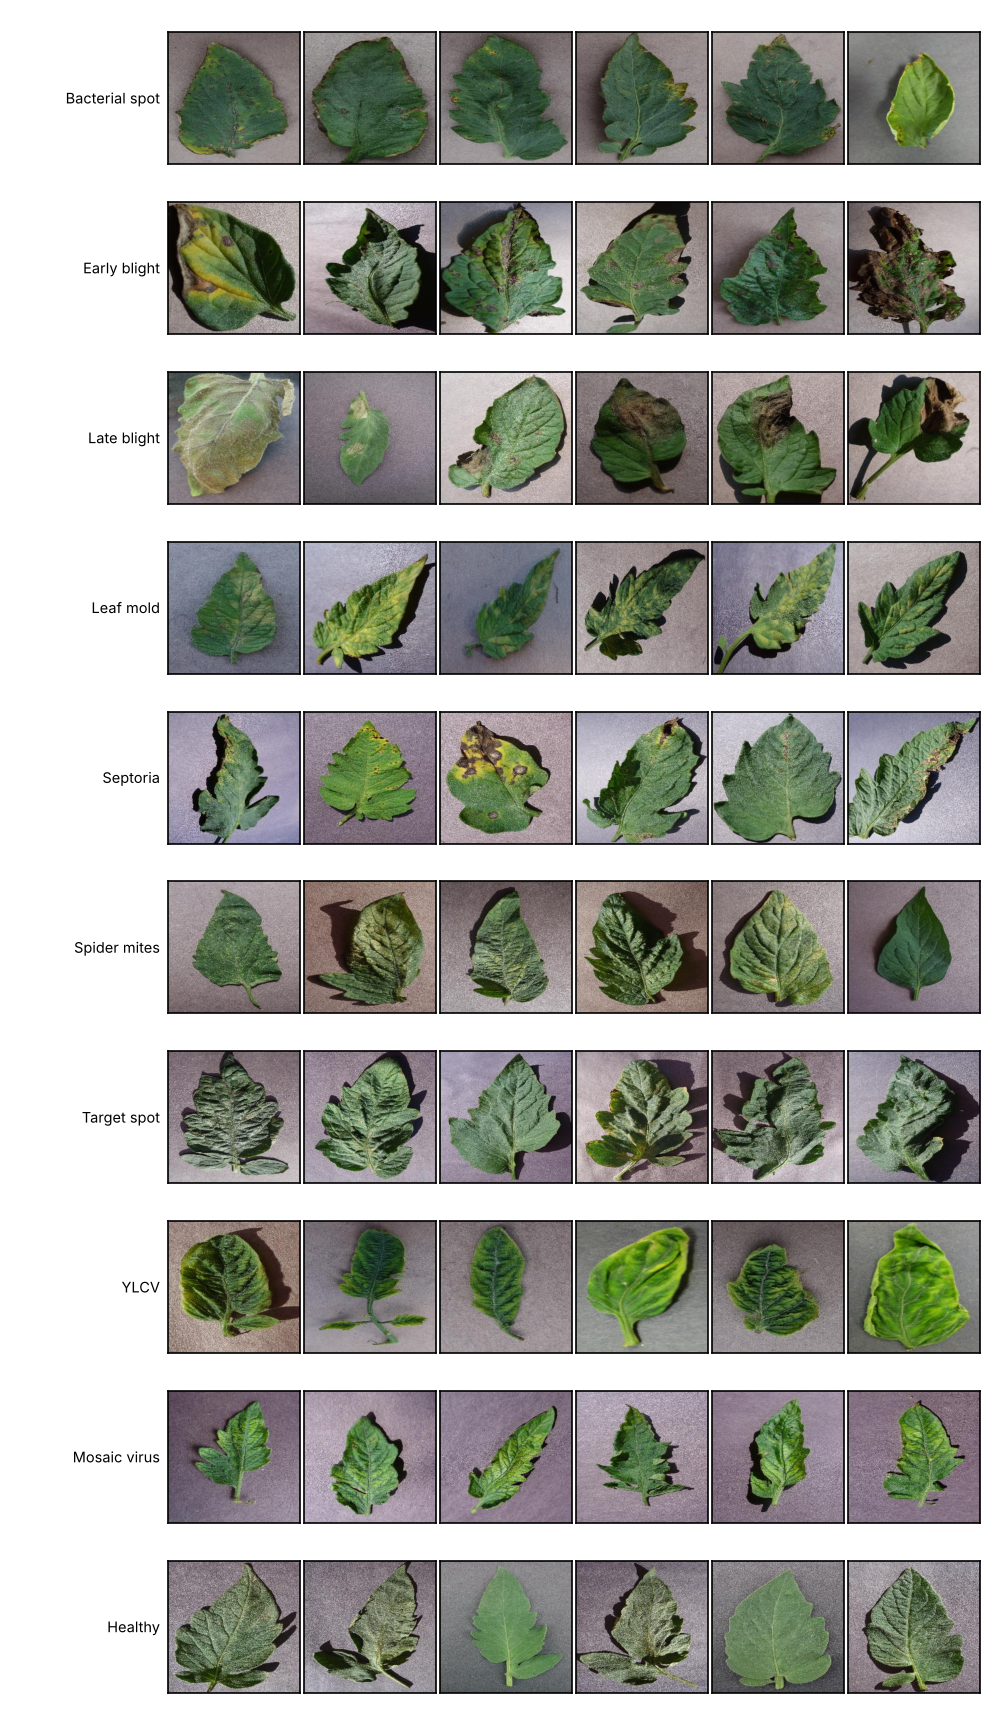 Bacterial spot
Early blight
Late blight
Leaf mold
Septoria
Spider mites
Target spot
YLCV
Mosaic virus
Healthy